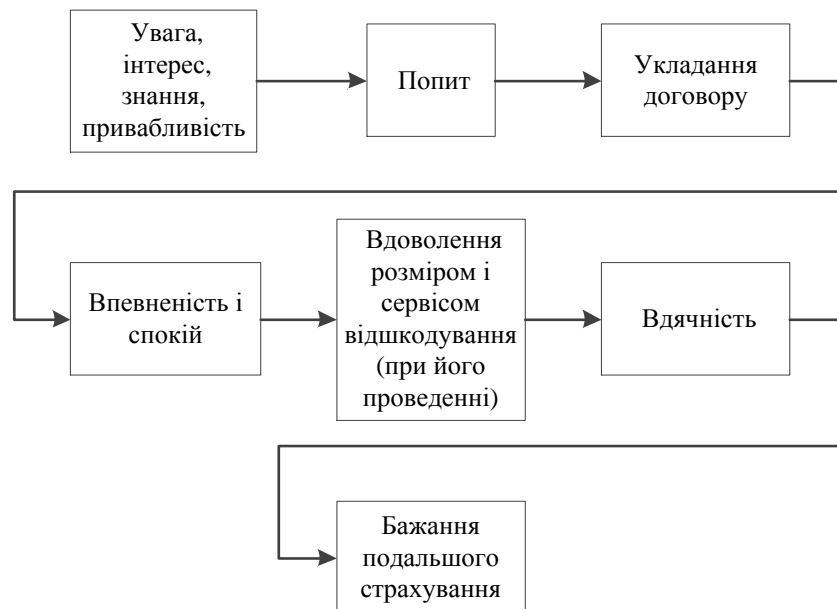 Увага,
інтерес,
знання,
привабливість
Попит
Укладання
договору
Впевненість і
спокій
Вдоволення
розміром і
сервісом
відшкодування
(при його
проведенні)
Вдячність
Бажання
подальшого
страхування